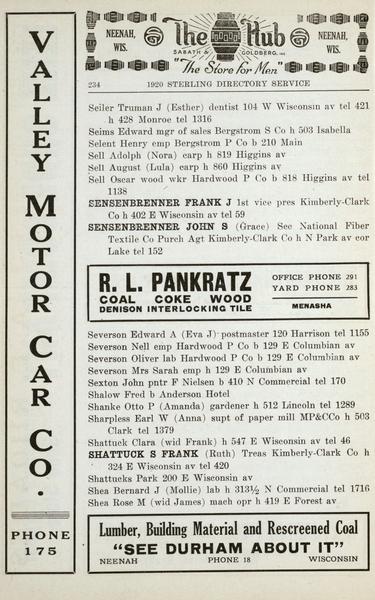 VALLEY MOTOR CAR CO.
PHONE
175
NEENAH, WIS.
The Hub
SABATH & GOLDBERG, INC
NEENAH, WIS.
"The Store for Men"
234 1920 STERLING DIRECTORY SERVICE
Seiler Truman J (Esther) dentist 104 W Wisconsin av tel 421
h 428 Monroe tel 1316
Seims Edward mgr of sales Bergstrom S Co h 503 Isabella
Selent Henry emp Bergstrom P Co b 210 Main
Sell Adolph (Nora) carp h 819 Higgins av
Sell August (Lula) carp h 860 Higgins av
Sell Oscar wood wkr Hardwood P Co b 818 Higgins av tel
1138
SENSENBRENNER FRANK J 1st vice pres Kimberly-Clark
Co h 402 E Wisconsin av tel 59
SENSENBRENNER JOHN S (Grace) See National Fiber
Textile Co Purch Agt Kimberly-Clark Co h N Park av cor
Lake tel 152
R. L. PANKRATZ
COAL COKE WOOD
DENISON INTERLOCKING TILE
OFFICE PHONE 291
YARD PHONE 283
MENASHA
Severson Edward A (Eva J) postmaster 120 Harrison tel 1155
Severson Nell emp Hardwood P Co b 129 E Columbian av
Severson Oliver lab Hardwood P Co b 129 E Columbian av
Severson Mrs Sarah emp h 129 E Columbian av
Sexton John pntr F Nielsen b 410 N Commercial tel 170
Shalow Fred b Anderson Hotel
Shanke Otto P (Amanda) gardener h 512 Lincoln tel 1289
Sharpless Earl W (Anna) supt of paper mill MP&CCo h 503
Clark tel 1379
Shattuck Clara (wid Frank) h 547 E Wisconsin av tel 46
SHATTUCK S FRANK (Ruth) Treas Kimberly-Clark Co h
324 E Wisconsin av tel 420
Shattucks Park 200 E Wisconsin av
Shea Bernard J (Mollie) lab h 313½ N Commercial tel 1716
Shea Rose M (wid James) mach opr h 419 E Forest av
Lumber, Building Material and Rescreened Coal
"SEE DURHAM ABOUT IT"
NEENAH PHONE 18 WISCONSIN